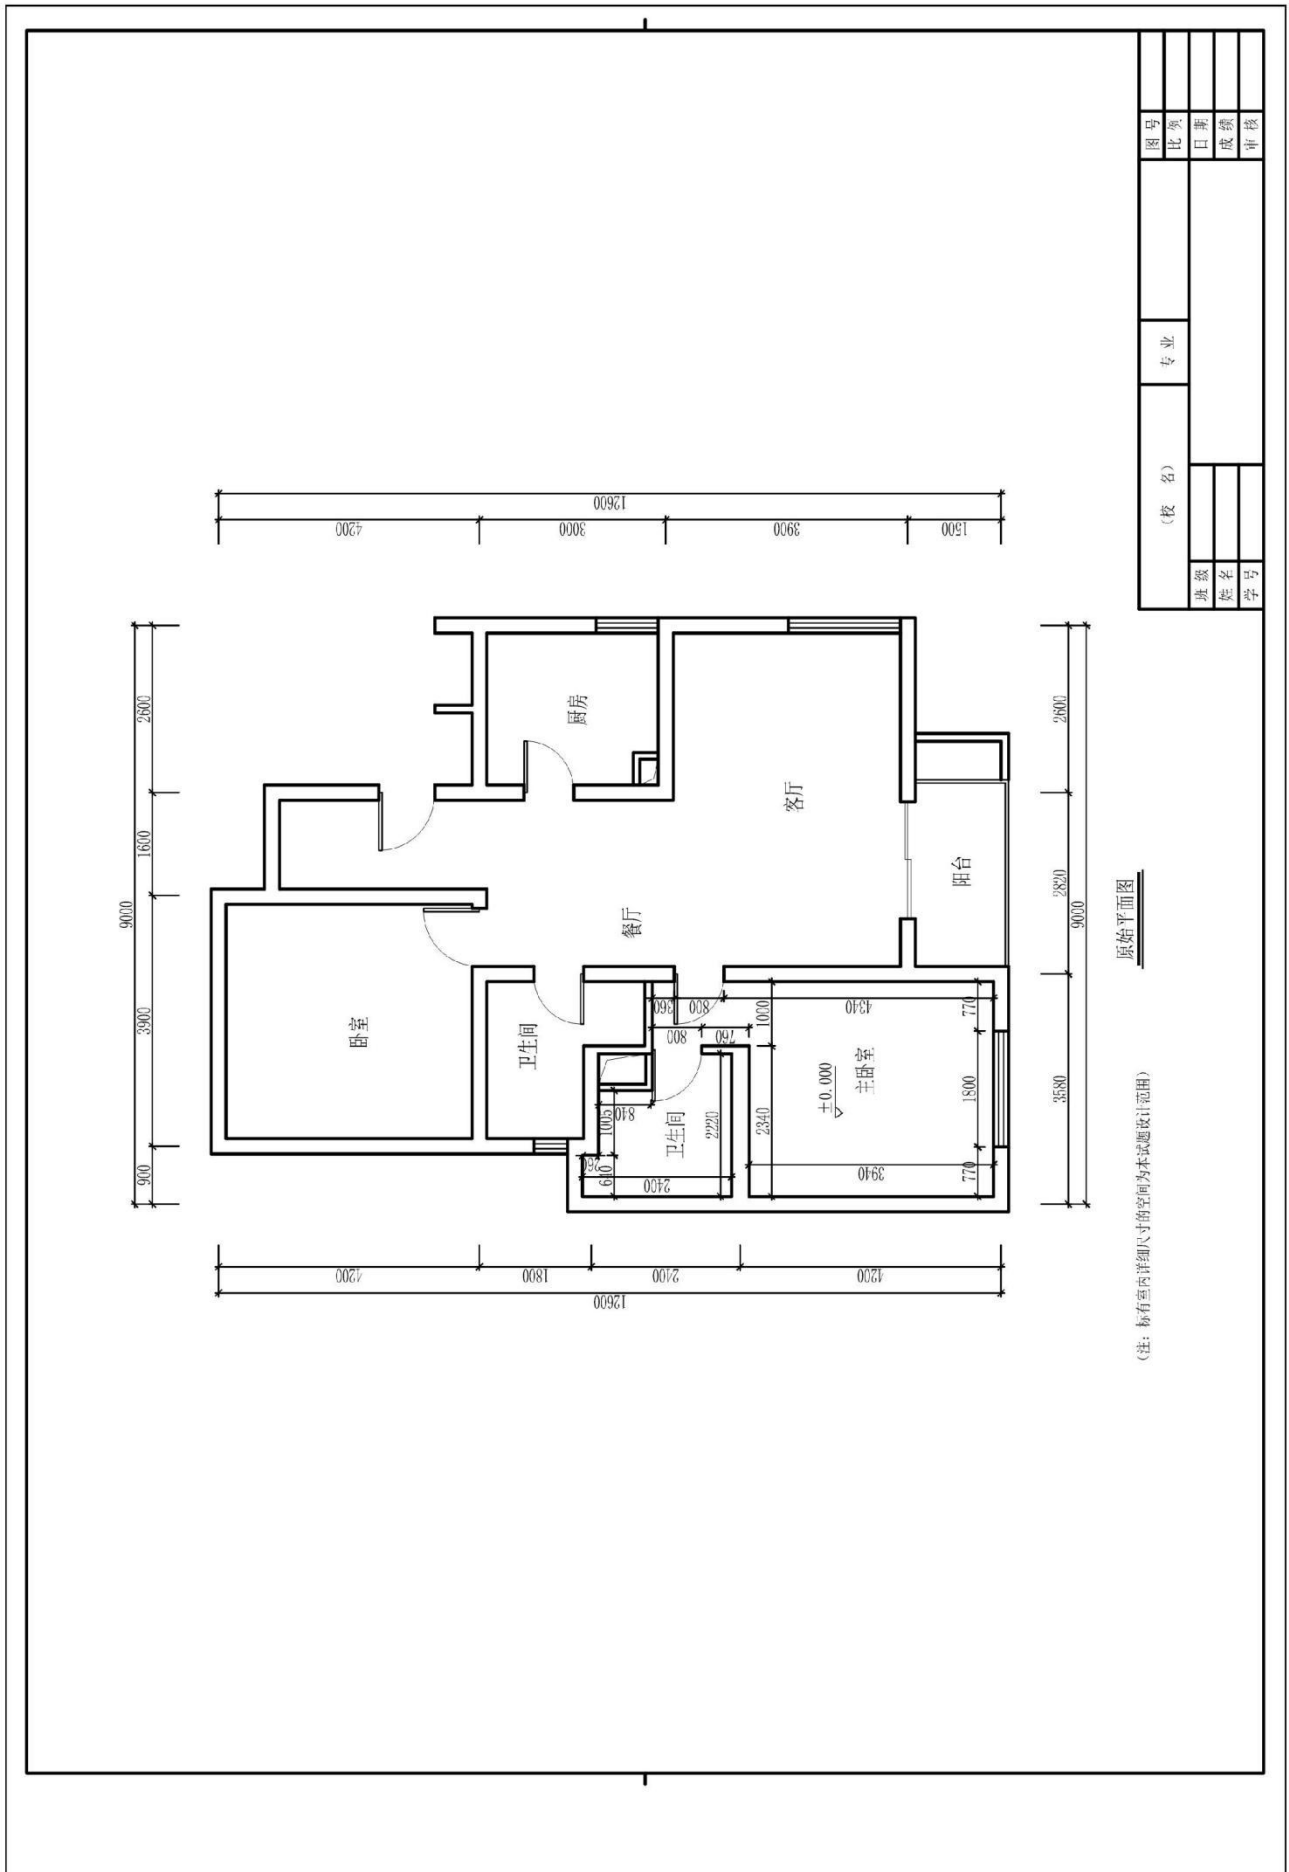 图号
比例
日期
成绩
审核
专业
(校 名)
班级
姓名
学号
12600
4200
3000
3900
1500
9000
2600
1600
3900
900
厨房
客厅
餐厅
阳台
卧室
卫生间
卫生间
主卧室
±0.000
360
800
4340
800
760
1000
770
1800
770
840
1005
260
640
2400
2220
2340
3940
2600
2820
3580
9000
4200
1800
2400
4200
12600
原始平面图
(注: 标有室内详细尺寸的空间为本试题设计范围)